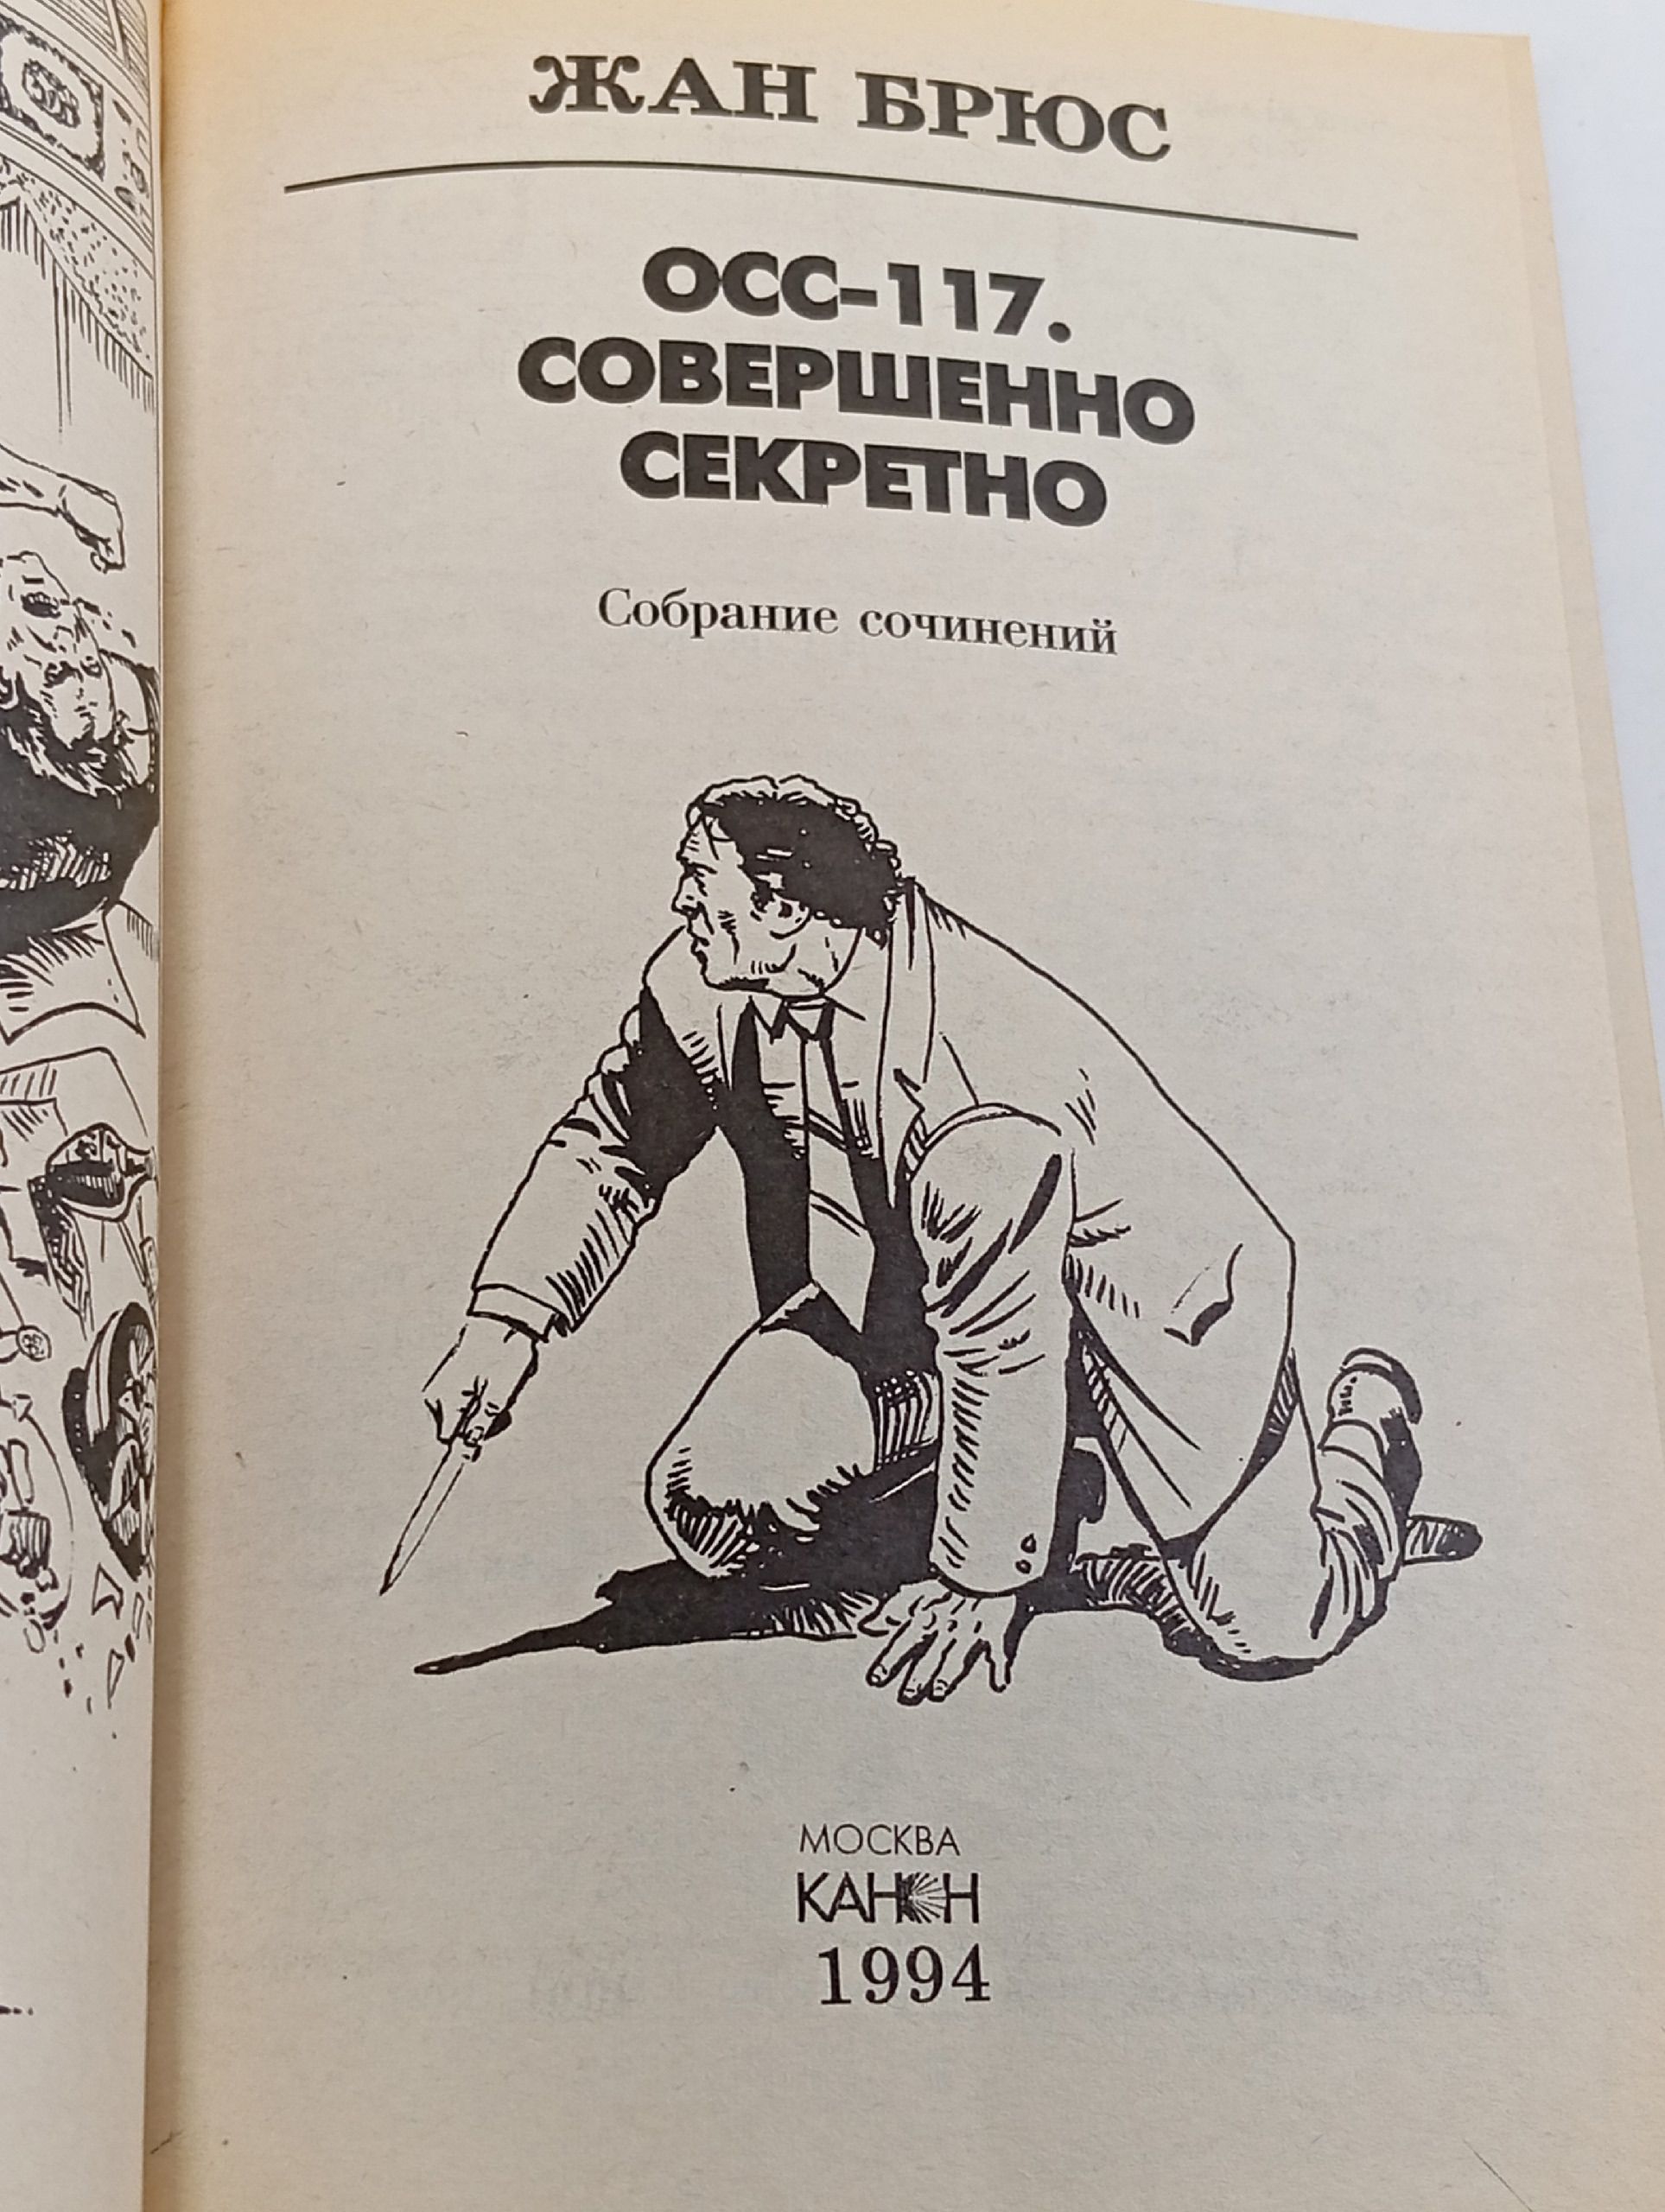 ЖАН БРЮС
ОСС-117.
СОВЕРШЕННО
СЕКРЕТНО
Собрание сочинений
МОСКВА
КАНОН
1994